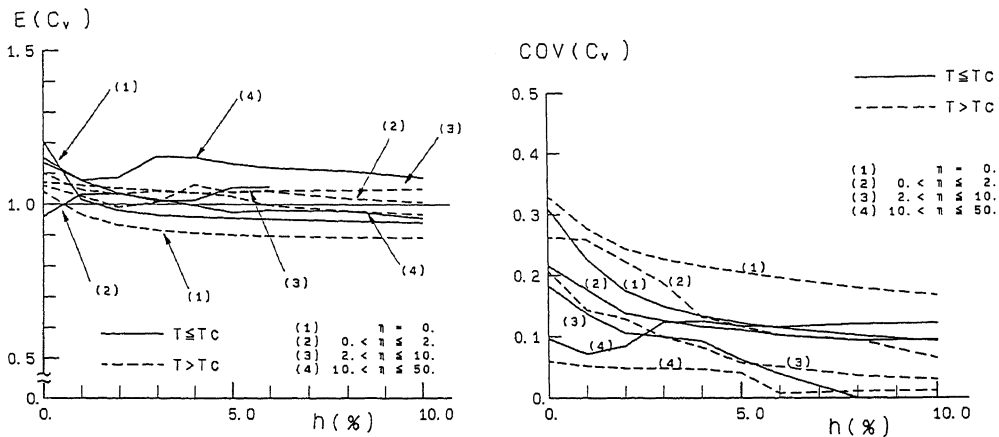 E(Cᵥ)
1.5
1.0
0.5
0.
(1)
(4)
(2)
(3)
(2)
(1)
(3)
(4)
T≦Tc
T>Tc
(1) η = 0.
(2) 0.< η ≤ 2.
(3) 2.< η ≤ 10.
(4) 10.< η ≤ 50.
0. 5.0 10.0
h(%)
COV(Cᵥ)
T≦Tc
T>Tc
0.5
0.4
0.3
0.2
0.1
0.
(1) η = 0.
(2) 0.< η ≤ 2.
(3) 2.< η ≤ 10.
(4) 10.< η ≤ 50.
(1)
(2)
(2)
(1)
(3)
(4)
(4)
(3)
0. 5.0 10.0
h(%)